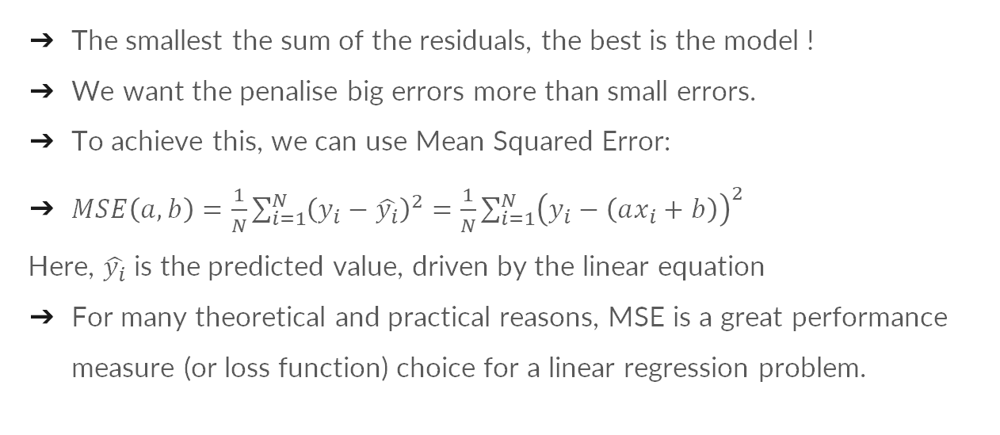 ➔ The smallest the sum of the residuals, the best is the model !
➔ We want the penalise big errors more than small errors.
➔ To achieve this, we can use Mean Squared Error:
➔ MSE(a, b) = \frac{1}{N} \sum_{i=1}^{N} (y_i − \hat{y_i})^2 = \frac{1}{N} \sum_{i=1}^{N} (y_i − (ax_i + b))^2
Here, \hat{y_i} is the predicted value, driven by the linear equation
➔ For many theoretical and practical reasons, MSE is a great performance
measure (or loss function) choice for a linear regression problem.